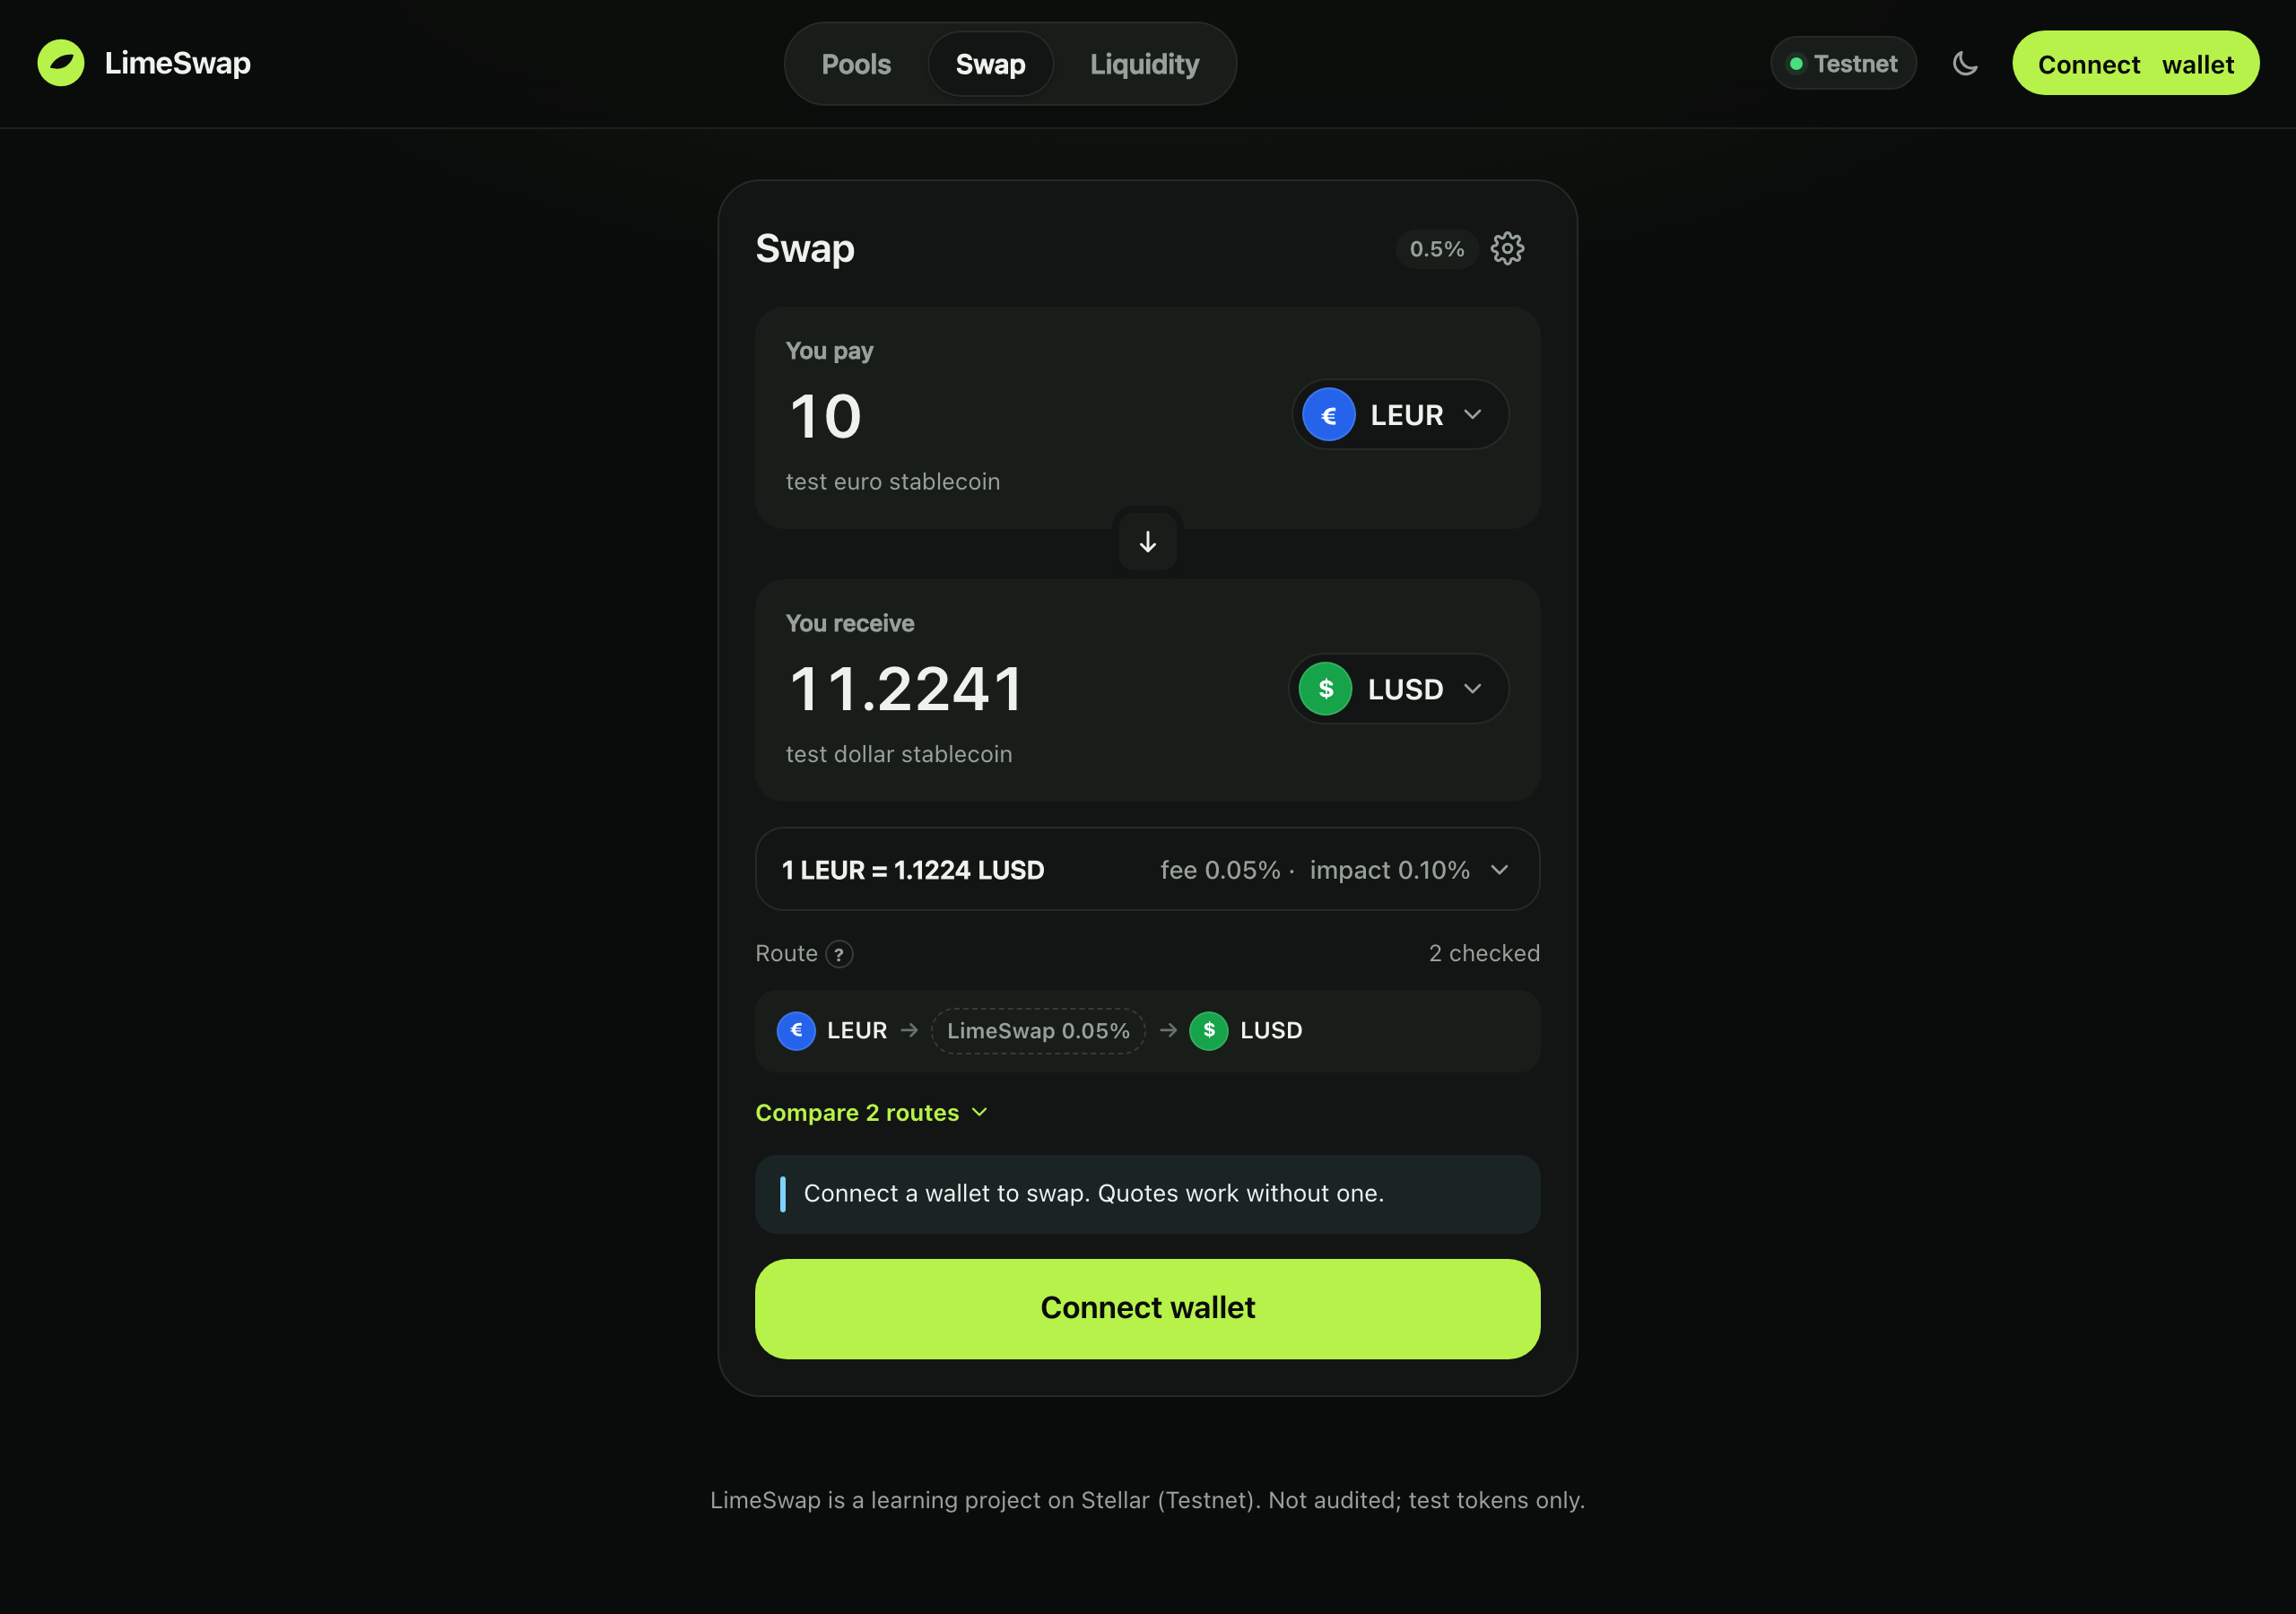 LimeSwap
Pools Swap Liquidity
Testnet
Connect wallet
Swap
0.5%
You pay
10
€ LEUR
test euro stablecoin
You receive
11.2241
$ LUSD
test dollar stablecoin
1 LEUR = 1.1224 LUSD fee 0.05% · impact 0.10%
Route ? 2 checked
€ LEUR → LimeSwap 0.05% → $ LUSD
Compare 2 routes
Connect a wallet to swap. Quotes work without one.
Connect wallet
LimeSwap is a learning project on Stellar (Testnet). Not audited; test tokens only.